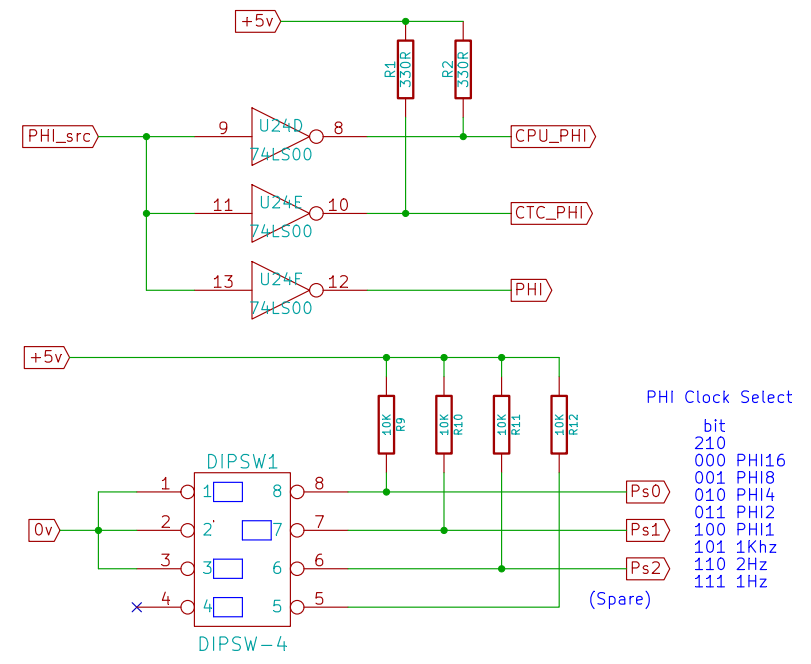 +5v
R1
330R
R2
330R
PHI_src
9
U24D
8
CPU_PHI
74LS00
11
U24E
10
CTC_PHI
74LS00
13
U24F
12
PHI
74LS00
+5v
10K
R9
10K
R10
10K
R11
10K
R12
PHI Clock Select
bit
210
000 PHI16
001 PHI8
010 PHI4
011 PHI2
100 PHI1
101 1Khz
110 2Hz
111 1Hz
DIPSW1
1
1
8
8
Ps0
0v
2
2
7
7
Ps1
3
3
6
6
Ps2
4
4
5
5
(Spare)
DIPSW-4